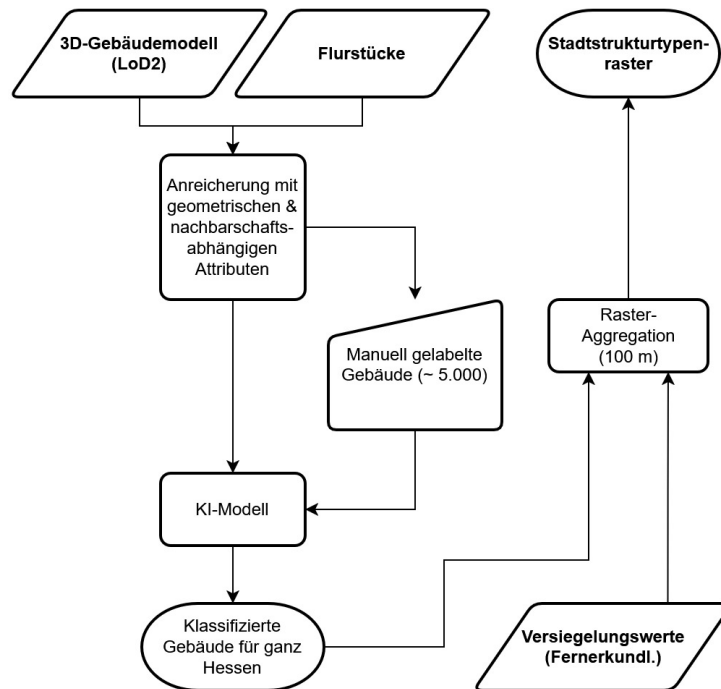 3D-Gebäudemodell
(LoD2)
Flurstücke
Stadtstrukturtypen-
raster
Anreicherung mit
geometrischen &
nachbarschafts-
abhängigen
Attributen
Manuell gelabelte
Gebäude (~ 5.000)
Raster-
Aggregation
(100 m)
KI-Modell
Klassifizierte
Gebäude für ganz
Hessen
Versiegelungswerte
(Fernerkundl.)